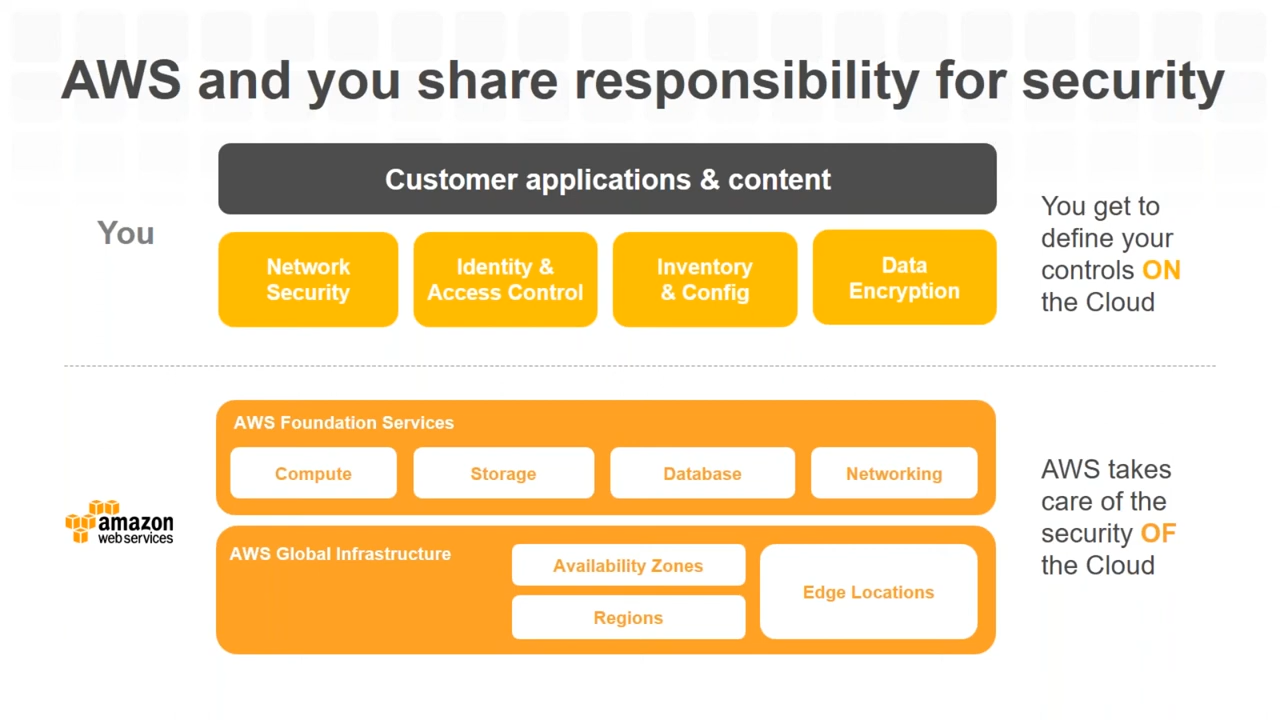 AWS and you share responsibility for security
Customer applications & content
You
Network
Security
Identity &
Access Control
Inventory
& Config
Data
Encryption
You get to
define your
controls ON
the Cloud
AWS Foundation Services
Compute
Storage
Database
Networking
amazon
web services
AWS Global Infrastructure
Availability Zones
Regions
Edge Locations
AWS takes
care of the
security OF
the Cloud